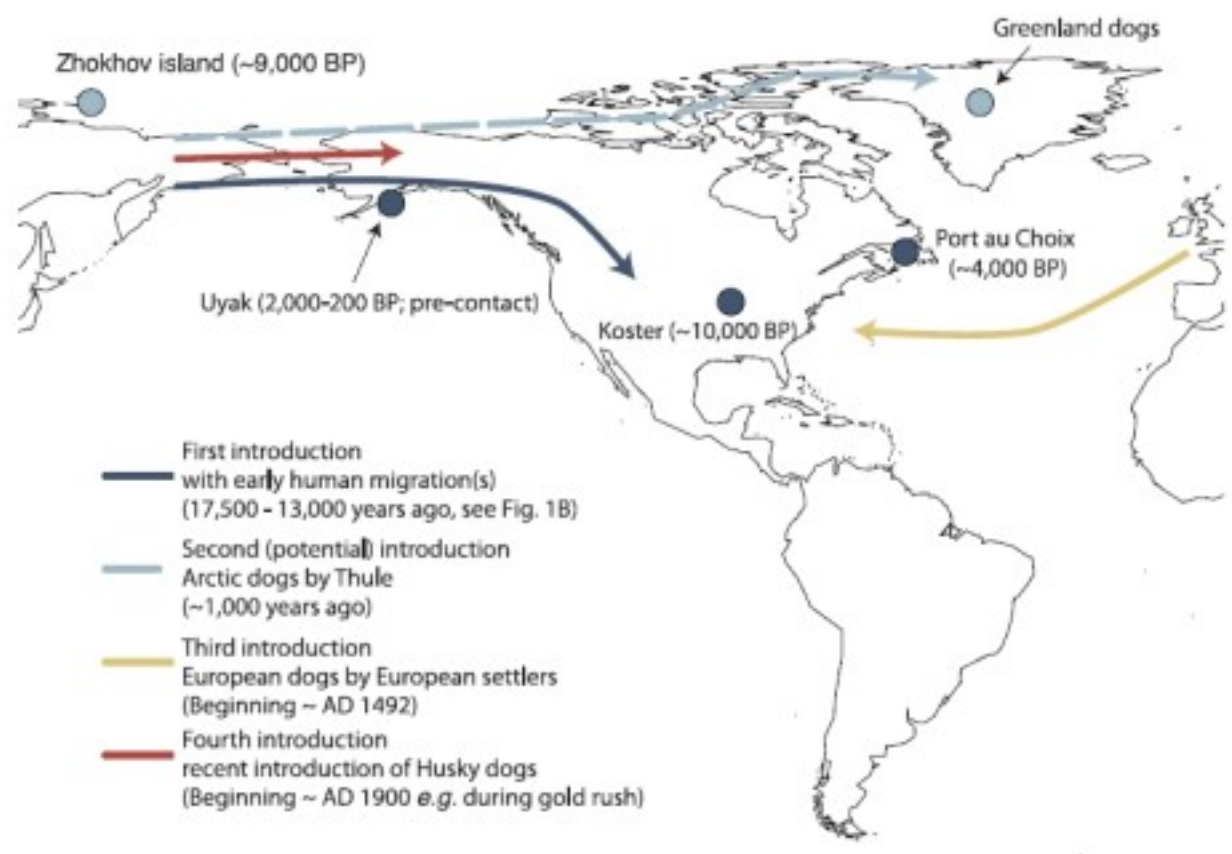 Greenland dogs
Zhokhov island (~9,000 BP)
Port au Choix
(~4,000 BP)
Uyak (2,000-200 BP; pre-contact)
Koster (~10,000 BP)
First introduction
with early human migration(s)
(17,500 - 13,000 years ago, see Fig. 1B)
Second (potential) introduction
Arctic dogs by Thule
(~1,000 years ago)
Third introduction
European dogs by European settlers
(Beginning ~ AD 1492)
Fourth introduction
recent introduction of Husky dogs
(Beginning ~ AD 1900 e.g. during gold rush)